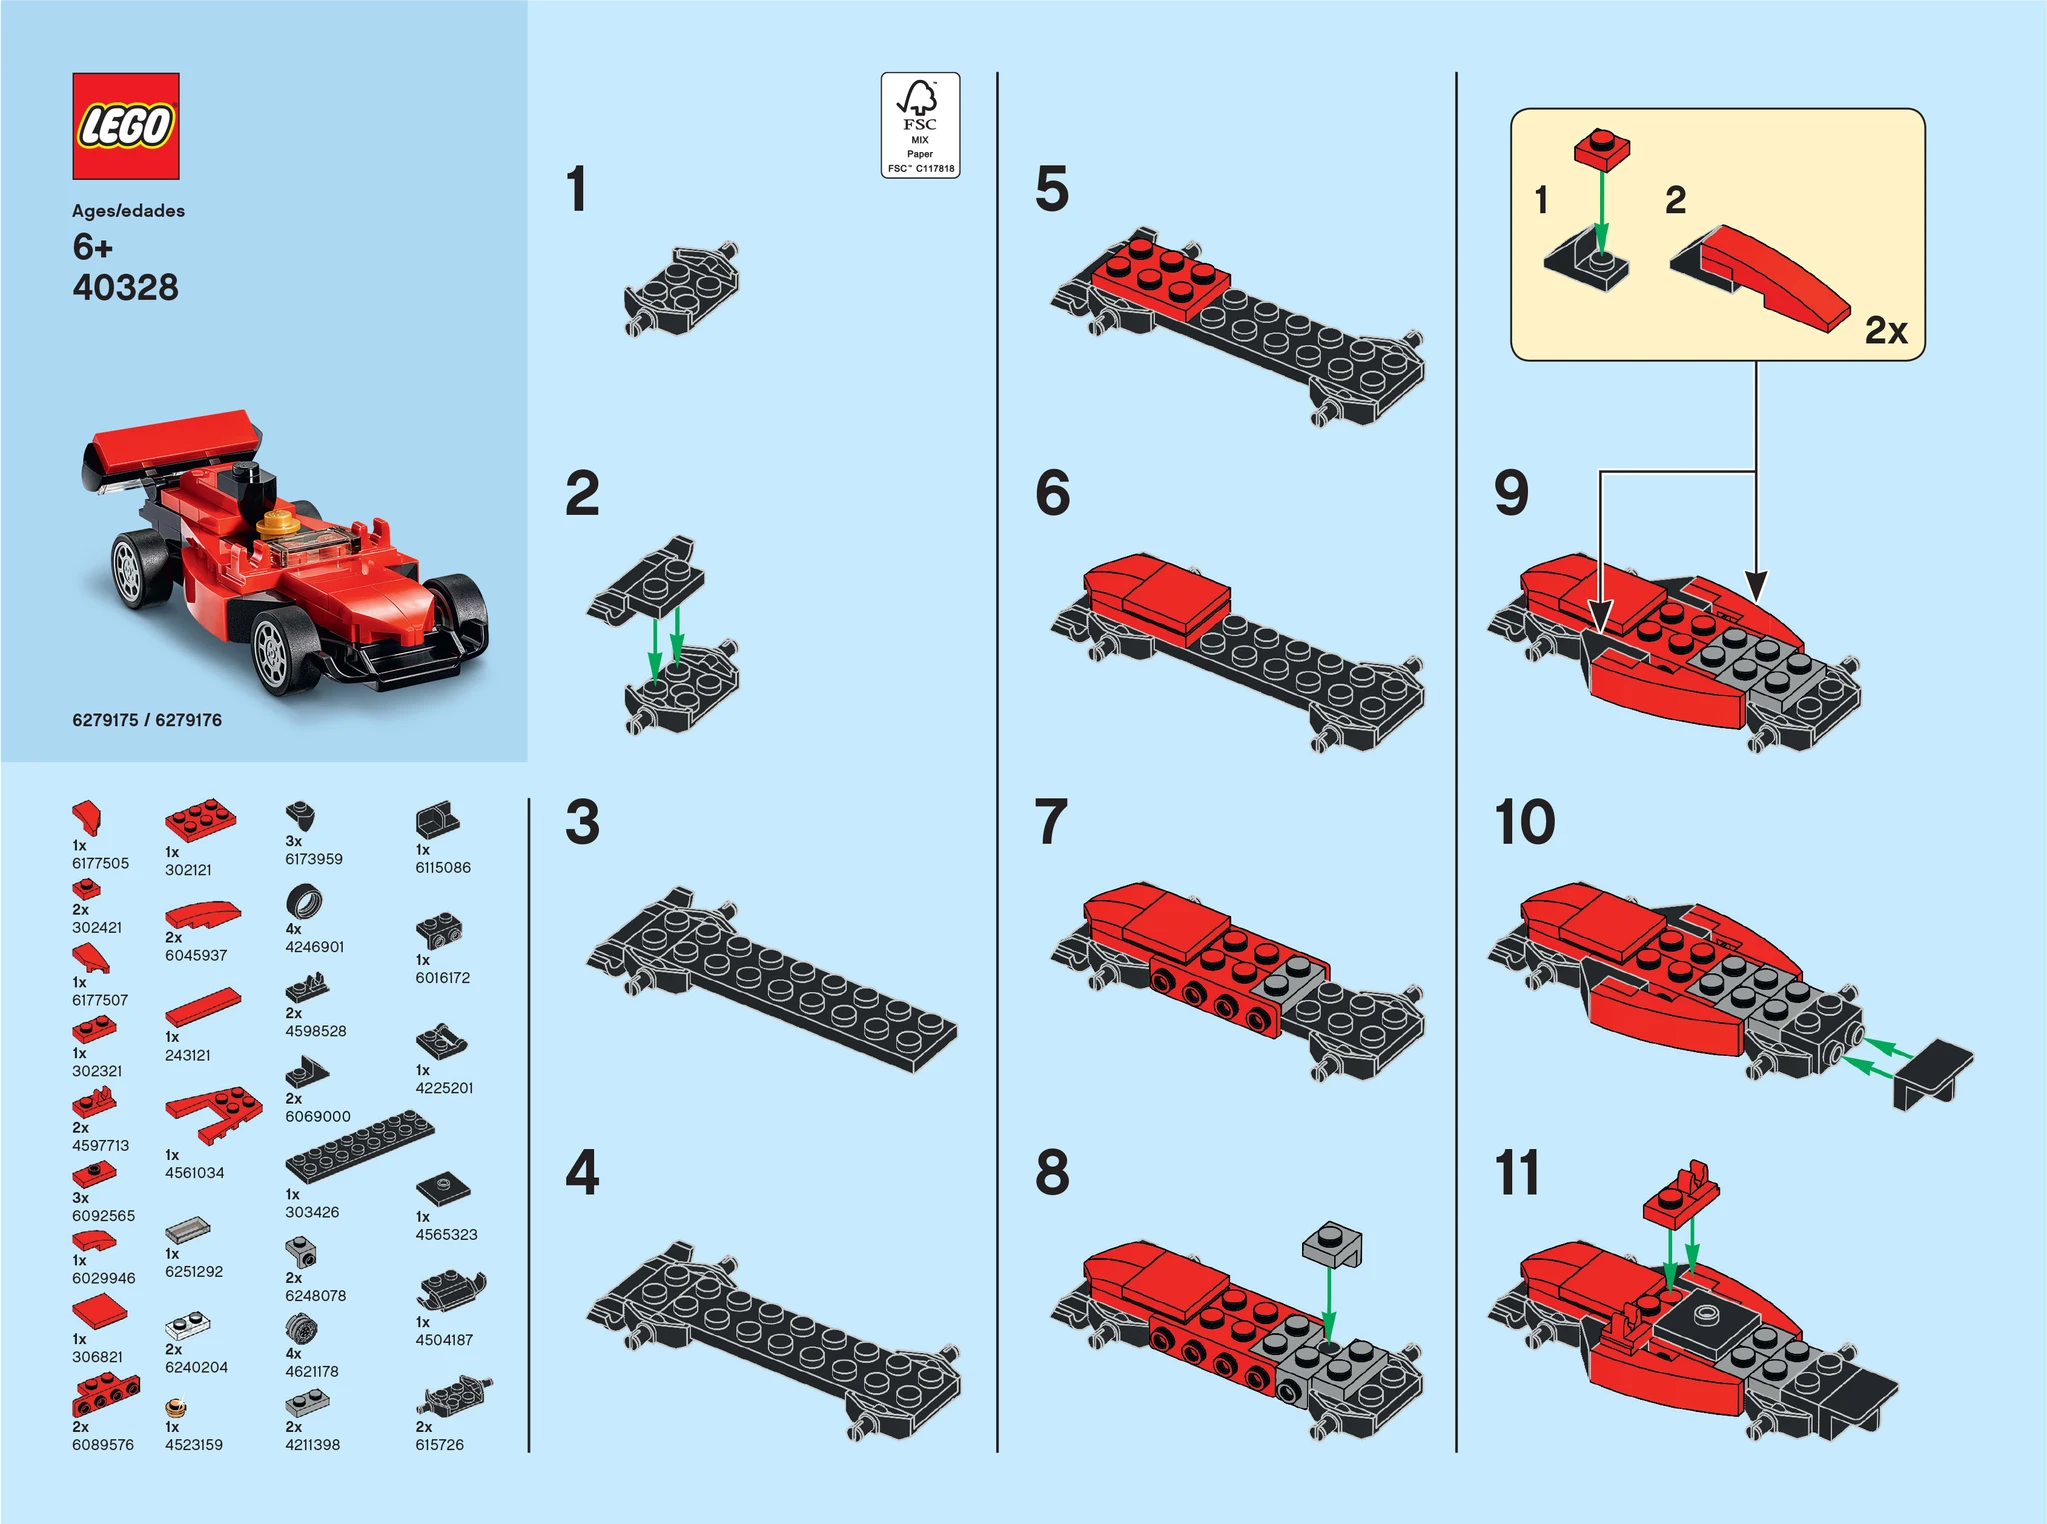 LEGO
Ages/edades
6+
40328
6279175 / 6279176
1x
6177505
2x
302421
1x
6177507
1x
302321
2x
4597713
3x
6092565
1x
6029946
1x
306821
2x
6089576
1x
302121
2x
6045937
1x
243121
1x
4561034
1x
6251292
2x
6240204
1x
4523159
3x
6173959
4x
4246901
2x
4598528
2x
6069000
1x
303426
2x
6248078
4x
4621178
2x
4211398
1x
6115086
1x
6016172
1x
4225201
1x
4565323
1x
4504187
2x
615726
FSC
MIX
Paper
FSC™ C117818
1
2
3
4
5
6
7
8
1
2
2x
9
10
11